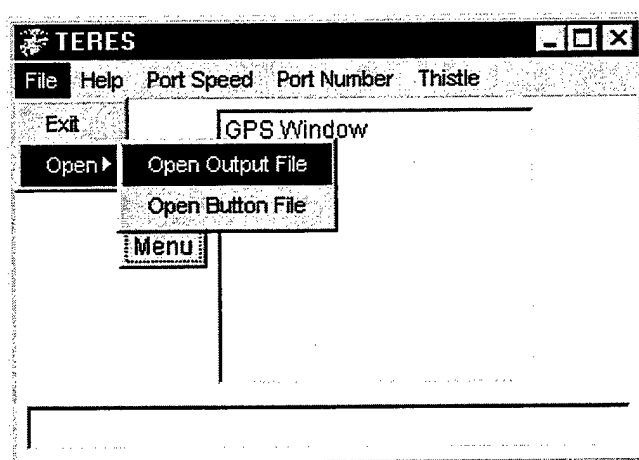 TERES
File Help Port Speed Port Number Thistle
Exit
GPS Window
Open
Open Output File
Open Button File
Menu